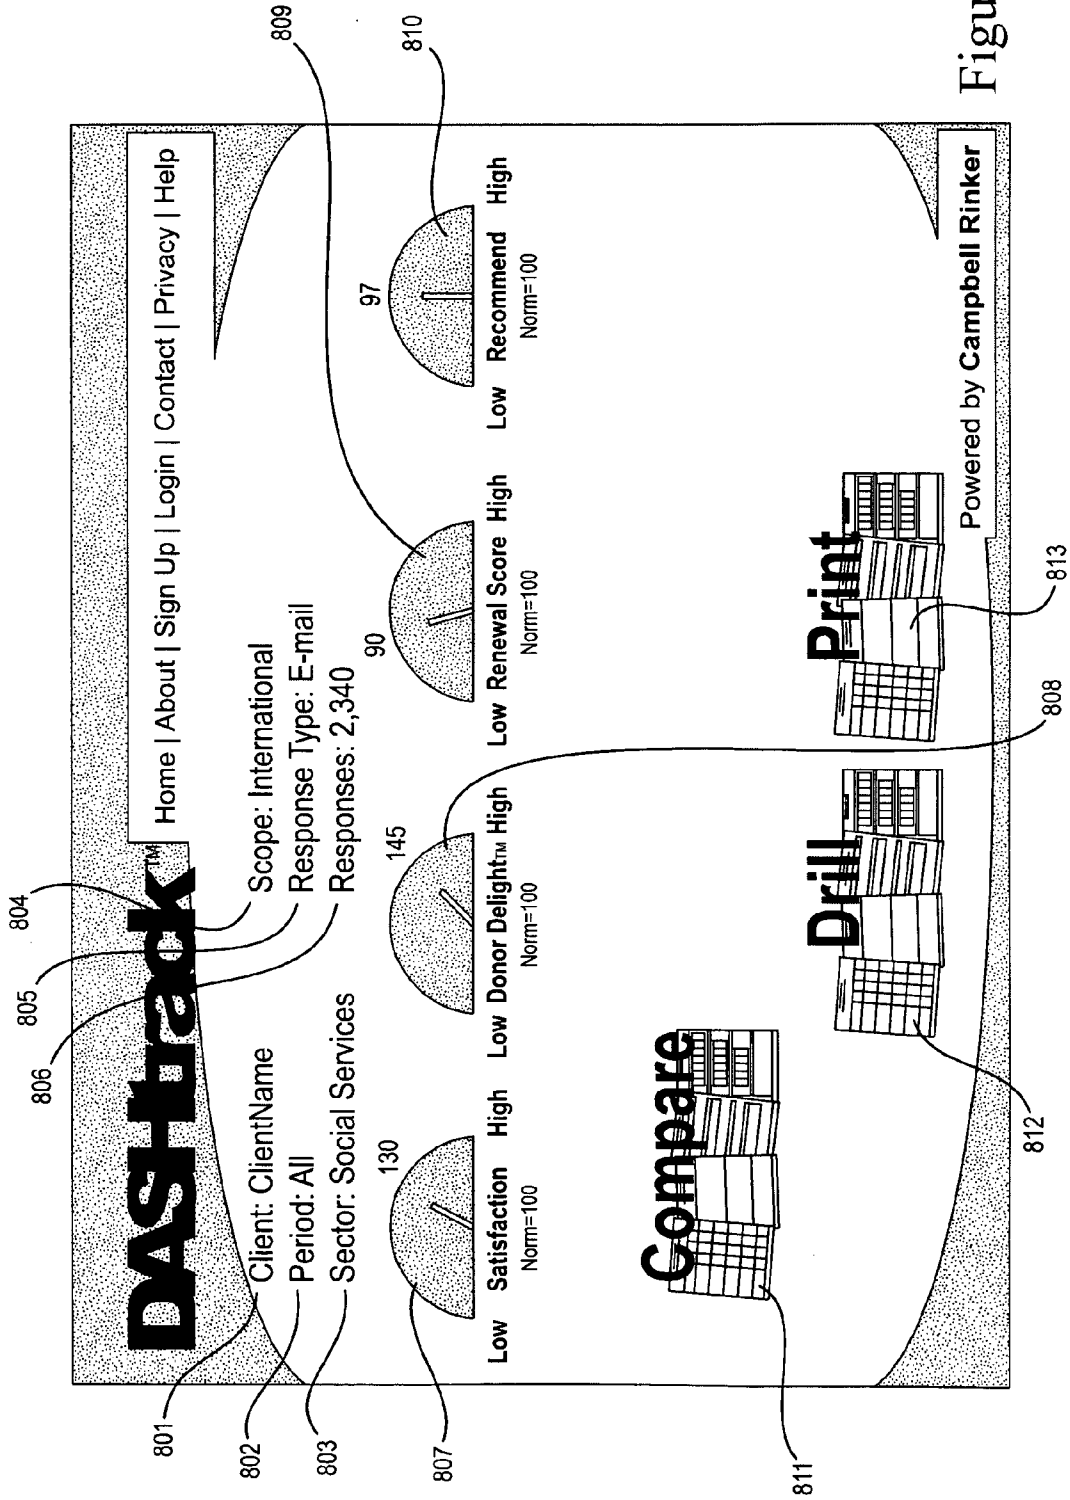 DASHtrack™
Home | About | Sign Up | Login | Contact | Privacy | Help
801
802
803
804
805
806
Client: ClientName
Period: All
Sector: Social Services
Scope: International
Response Type: E-mail
Responses: 2,340
807
130
Low Satisfaction High
Norm=100
808
145
Low Donor Delight™ High
Norm=100
809
90
Low Renewal Score High
Norm=100
810
97
Low Recommend High
Norm=100
811
Compare
812
Drill
813
Print
Powered by Campbell Rinker
Figu